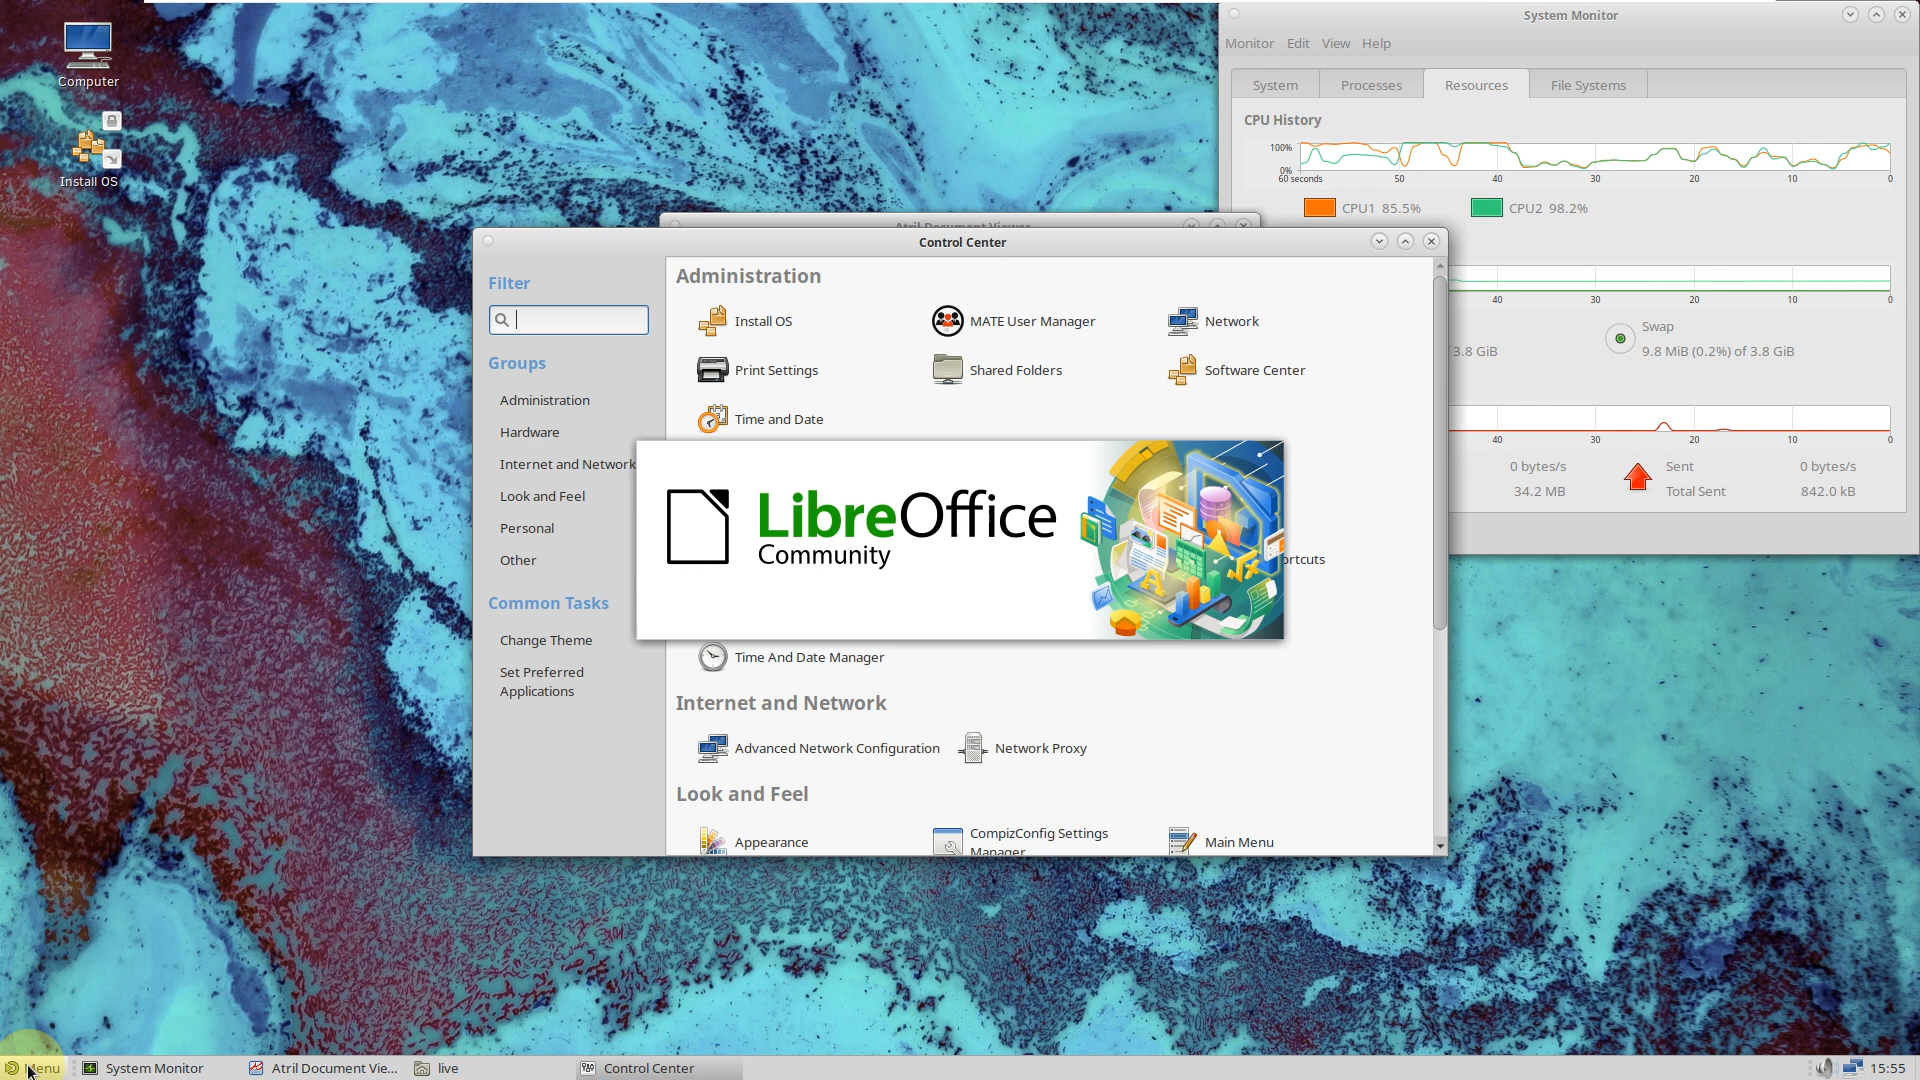 Computer
Install OS
System Monitor
Monitor Edit View Help
System Processes Resources File Systems
CPU History
100%
0%
60 seconds 50 40 30 20 10 0
CPU1 85.5% CPU2 98.2%
40 30 20 10 0
Swap
3.8 GiB 9.8 MiB (0.2%) of 3.8 GiB
40 30 20 10 0
0 bytes/s Sent 0 bytes/s
34.2 MB Total Sent 842.0 kB
Atril Document Viewer
Control Center
Filter
Groups
Administration
Hardware
Internet and Network
Look and Feel
Personal
Other
Common Tasks
Change Theme
Set Preferred
Applications
Administration
Install OS MATE User Manager Network
Print Settings Shared Folders Software Center
Time and Date
LibreOffice
Community
ortcuts
Time And Date Manager
Internet and Network
Advanced Network Configuration Network Proxy
Look and Feel
Appearance CompizConfig Settings
Manager Main Menu
Menu System Monitor Atril Document Vie... live Control Center 15:55